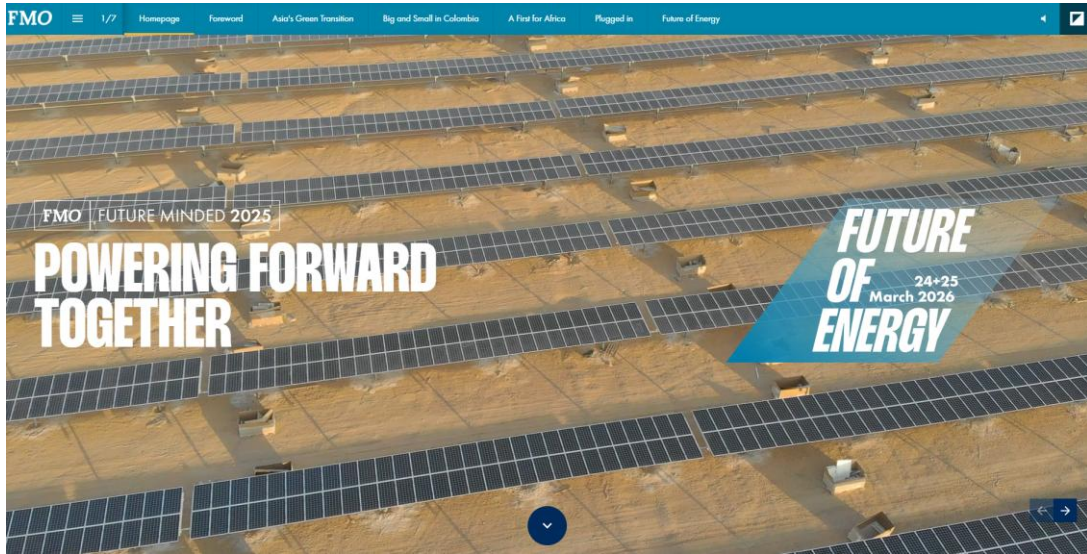 FMO 1/7 Homepage Foreword Asia's Green Transition Big and Small in Colombia A First for Africa Plugged in Future of Energy
FMO | FUTURE MINDED 2025
POWERING FORWARD
TOGETHER
FUTURE
OF
24+25
March 2026
ENERGY